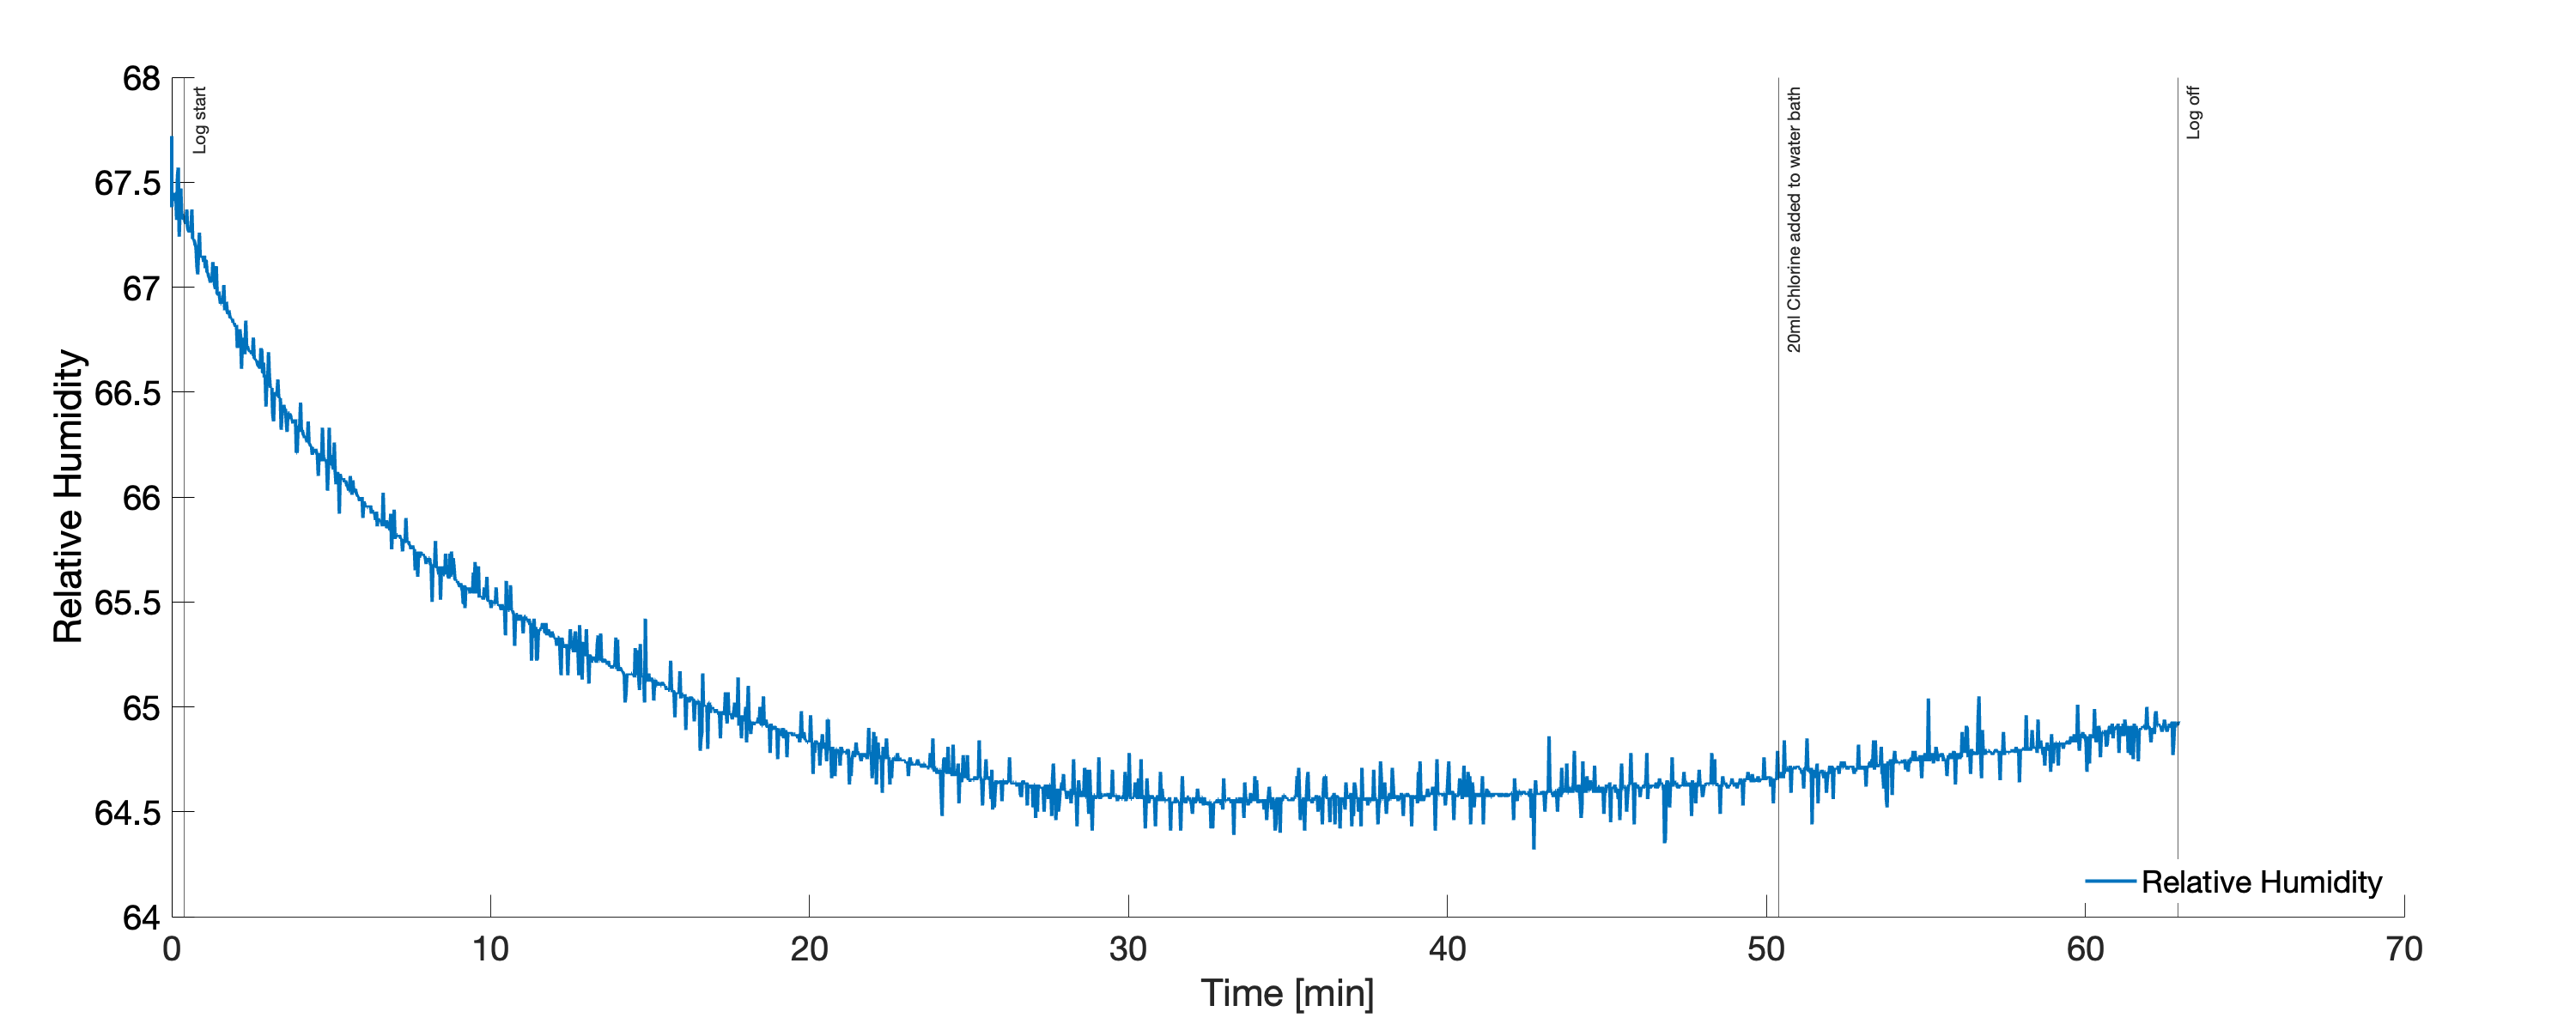 68
67.5
67
66.5
66
65.5
65
64.5
64
Relative Humidity
Log start
20ml Chlorine added to water bath
Log off
Relative Humidity
0 10 20 30 40 50 60 70
Time [min]